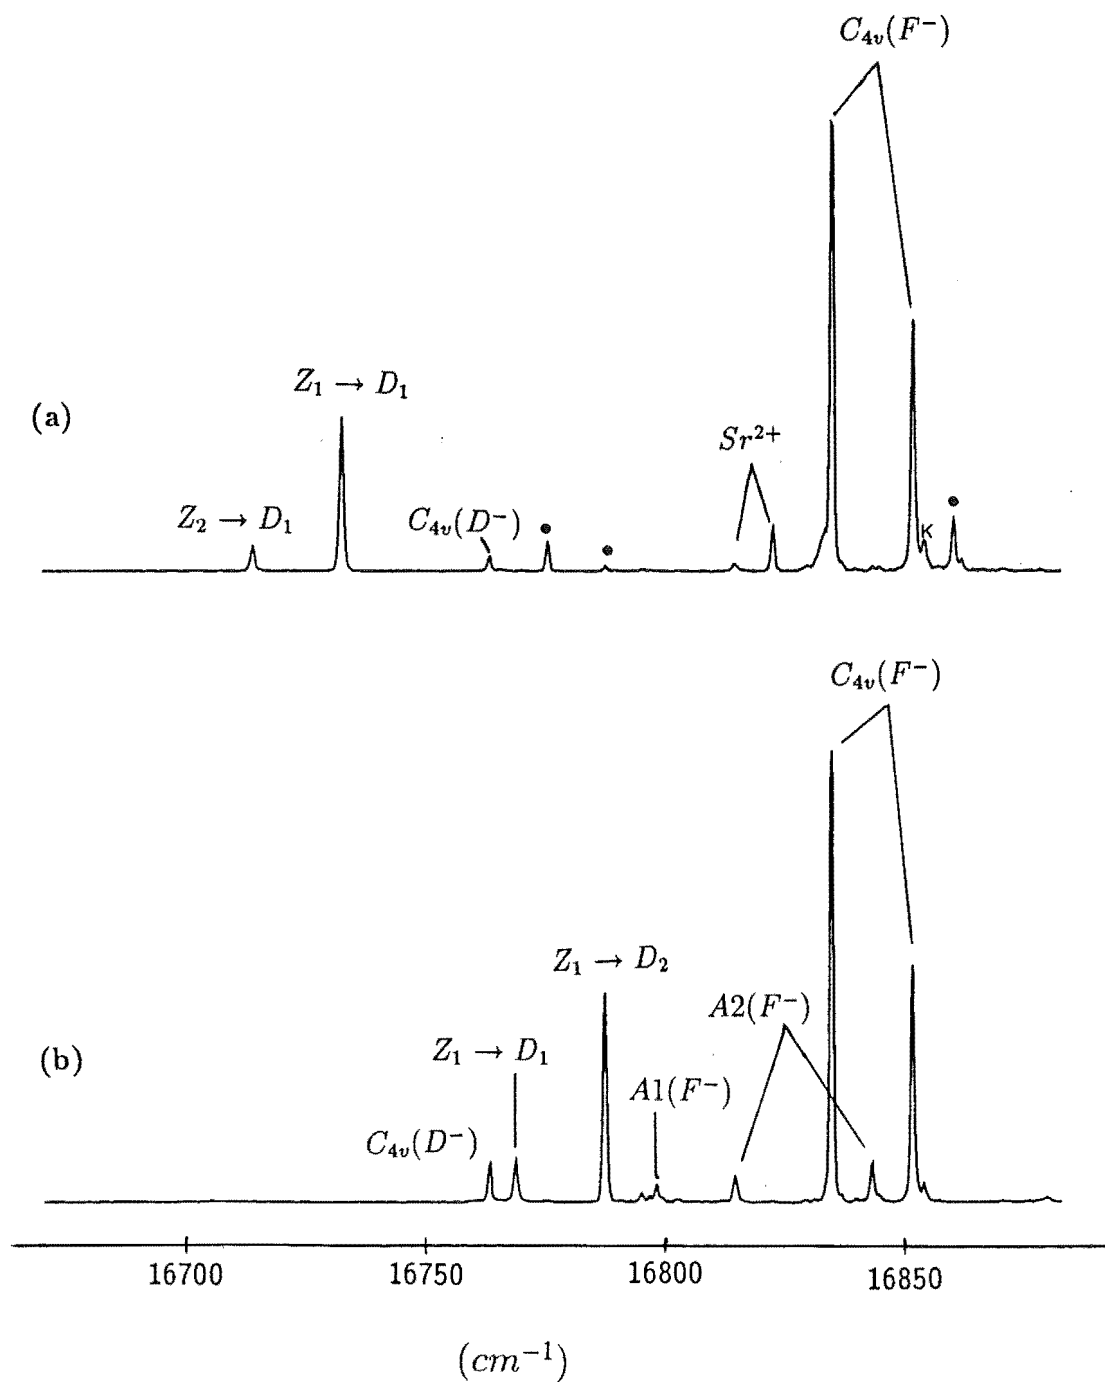 C₄ᵥ(F⁻)
Z₁ → D₁
(a)
Sr²⁺
Z₂ → D₁
C₄ᵥ(D⁻)
K
C₄ᵥ(F⁻)
Z₁ → D₂
A2(F⁻)
Z₁ → D₁
(b)
A1(F⁻)
C₄ᵥ(D⁻)
16700 16750 16800 16850
(cm⁻¹)